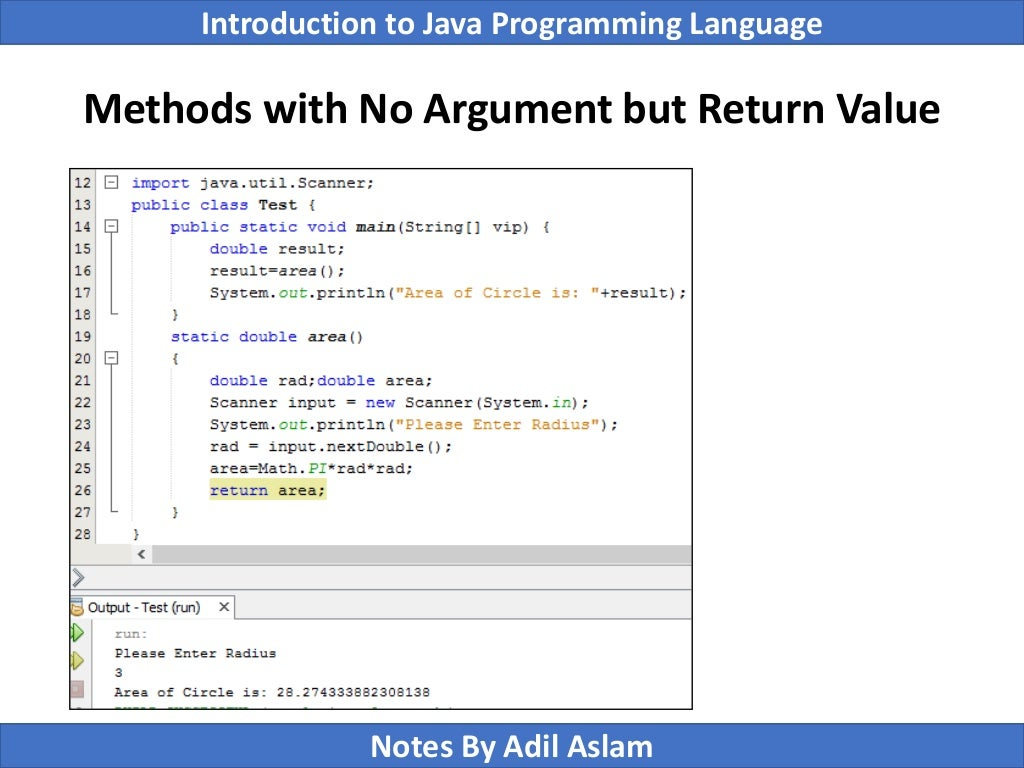 Introduction to Java Programming Language
Methods with No Argument but Return Value
12 import java.util.Scanner;
13 public class Test {
14 public static void main(String[] vip) {
15 double result;
16 result=area();
17 System.out.println("Area of Circle is: "+result);
18 }
19 static double area()
20 {
21 double rad;double area;
22 Scanner input = new Scanner(System.in);
23 System.out.println("Please Enter Radius");
24 rad = input.nextDouble();
25 area=Math.PI*rad*rad;
26 return area;
27 }
28 }
Output - Test (run)
run:
Please Enter Radius
3
Area of Circle is: 28.274333882308138
Notes By Adil Aslam